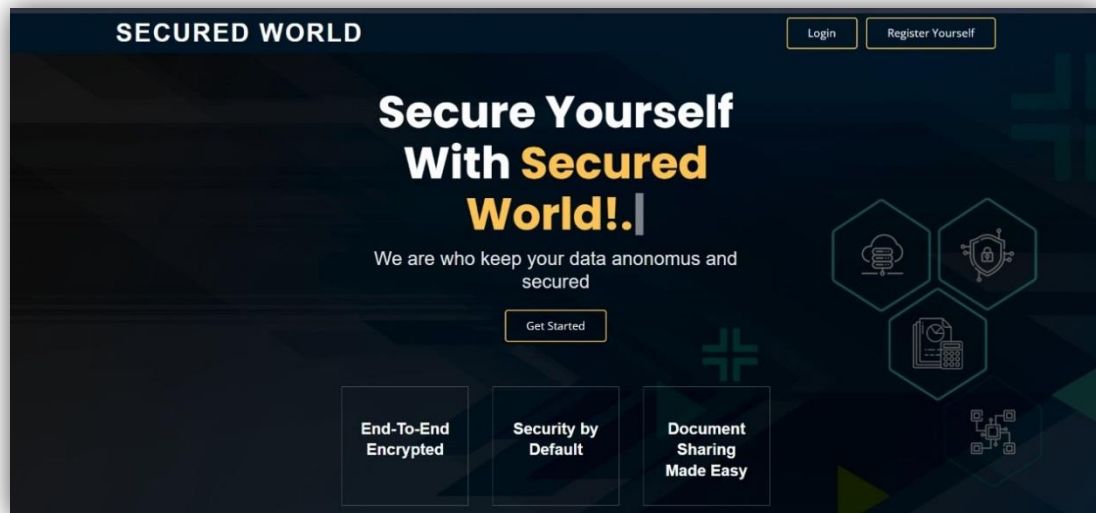 SECURED WORLD
Login
Register Yourself
Secure Yourself
With Secured
World!.
We are who keep your data anonomus and
secured
Get Started
End-To-End
Encrypted
Security by
Default
Document
Sharing
Made Easy